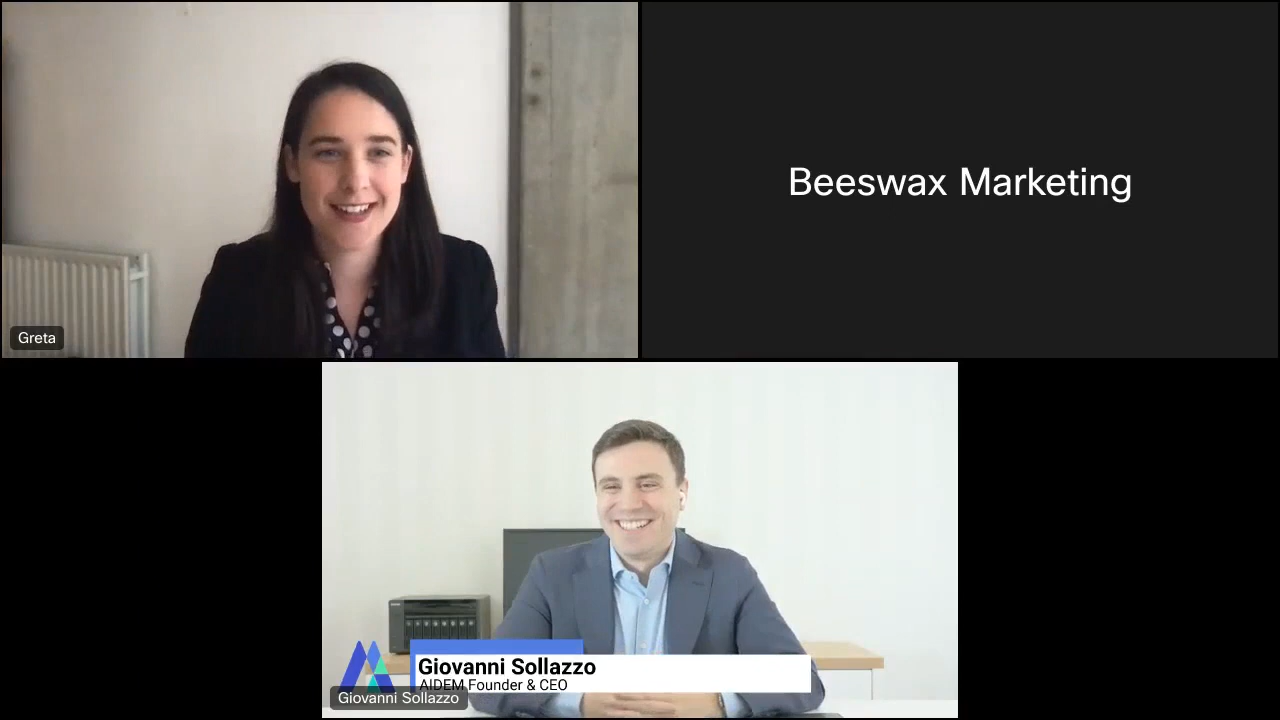 Greta
Beeswax Marketing
Giovanni Sollazzo
AIDEM Founder & CEO
Giovanni Sollazzo